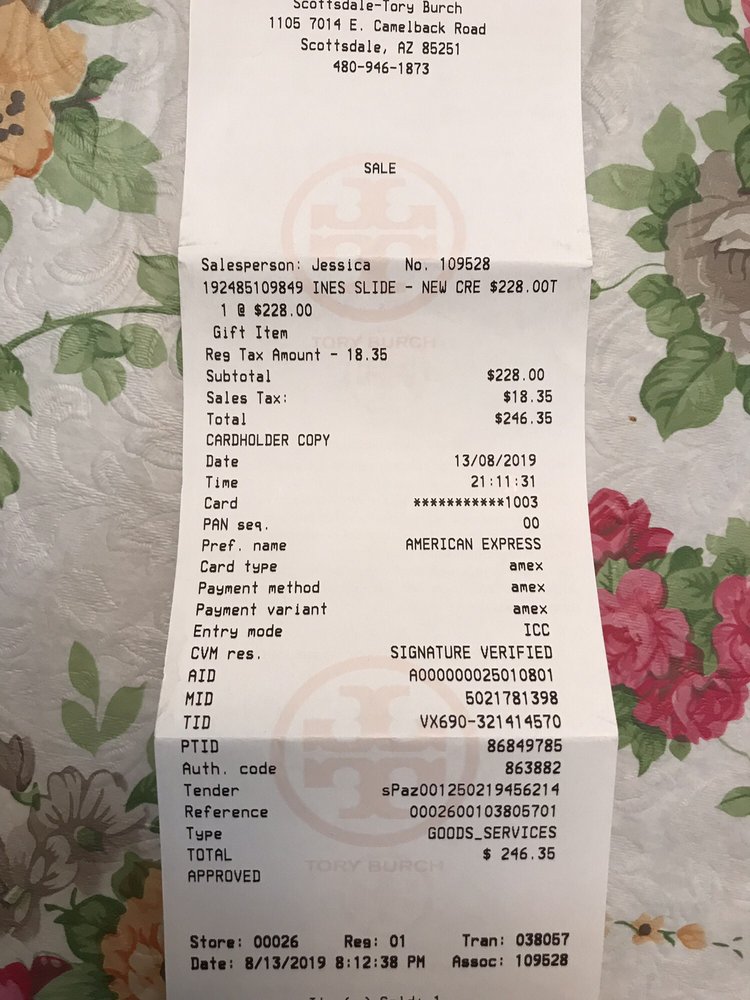 Scottsdale-Tory Burch
1105 7014 E. Camelback Road
Scottsdale, AZ 85251
480-946-1873
SALE
Salesperson: Jessica No. 109528
192485109849 INES SLIDE - NEW CRE $228.00T
1 @ $228.00
Gift Item
TORY BURCH
Reg Tax Amount - 18.35
Subtotal $228.00
Sales Tax: $18.35
Total $246.35
CARDHOLDER COPY
Date 13/08/2019
Time 21:11:31
Card ***********1003
PAN seq. 00
Pref. name AMERICAN EXPRESS
Card type amex
Payment method amex
Payment variant amex
Entry mode ICC
CVM res. SIGNATURE VERIFIED
AID A000000025010801
MID 5021781398
TID VX690-321414570
PTID 86849785
Auth. code 863882
Tender sPaz001250219456214
Reference 0002600103805701
Type GOODS_SERVICES
TOTAL $ 246.35
TORY BURCH
APPROVED
Store: 00026 Reg: 01 Tran: 038057
Date: 8/13/2019 8:12:38 PM Assoc: 109528